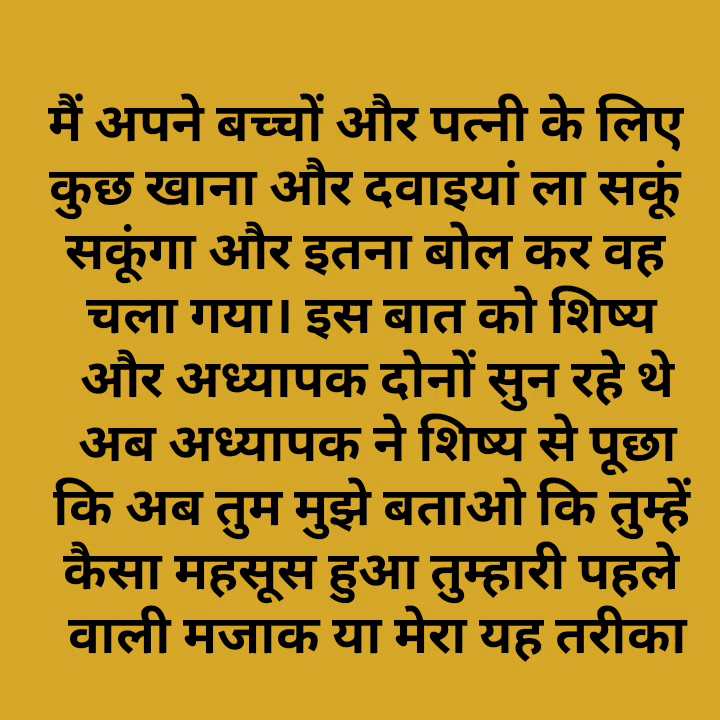 मैं अपने बच्चों और पत्नी के लिए
कुछ खाना और दवाइयां ला सकूं
सकूंगा और इतना बोल कर वह
चला गया। इस बात को शिष्य
और अध्यापक दोनों सुन रहे थे
अब अध्यापक ने शिष्य से पूछा
कि अब तुम मुझे बताओ कि तुम्हें
कैसा महसूस हुआ तुम्हारी पहले
वाली मजाक या मेरा यह तरीका